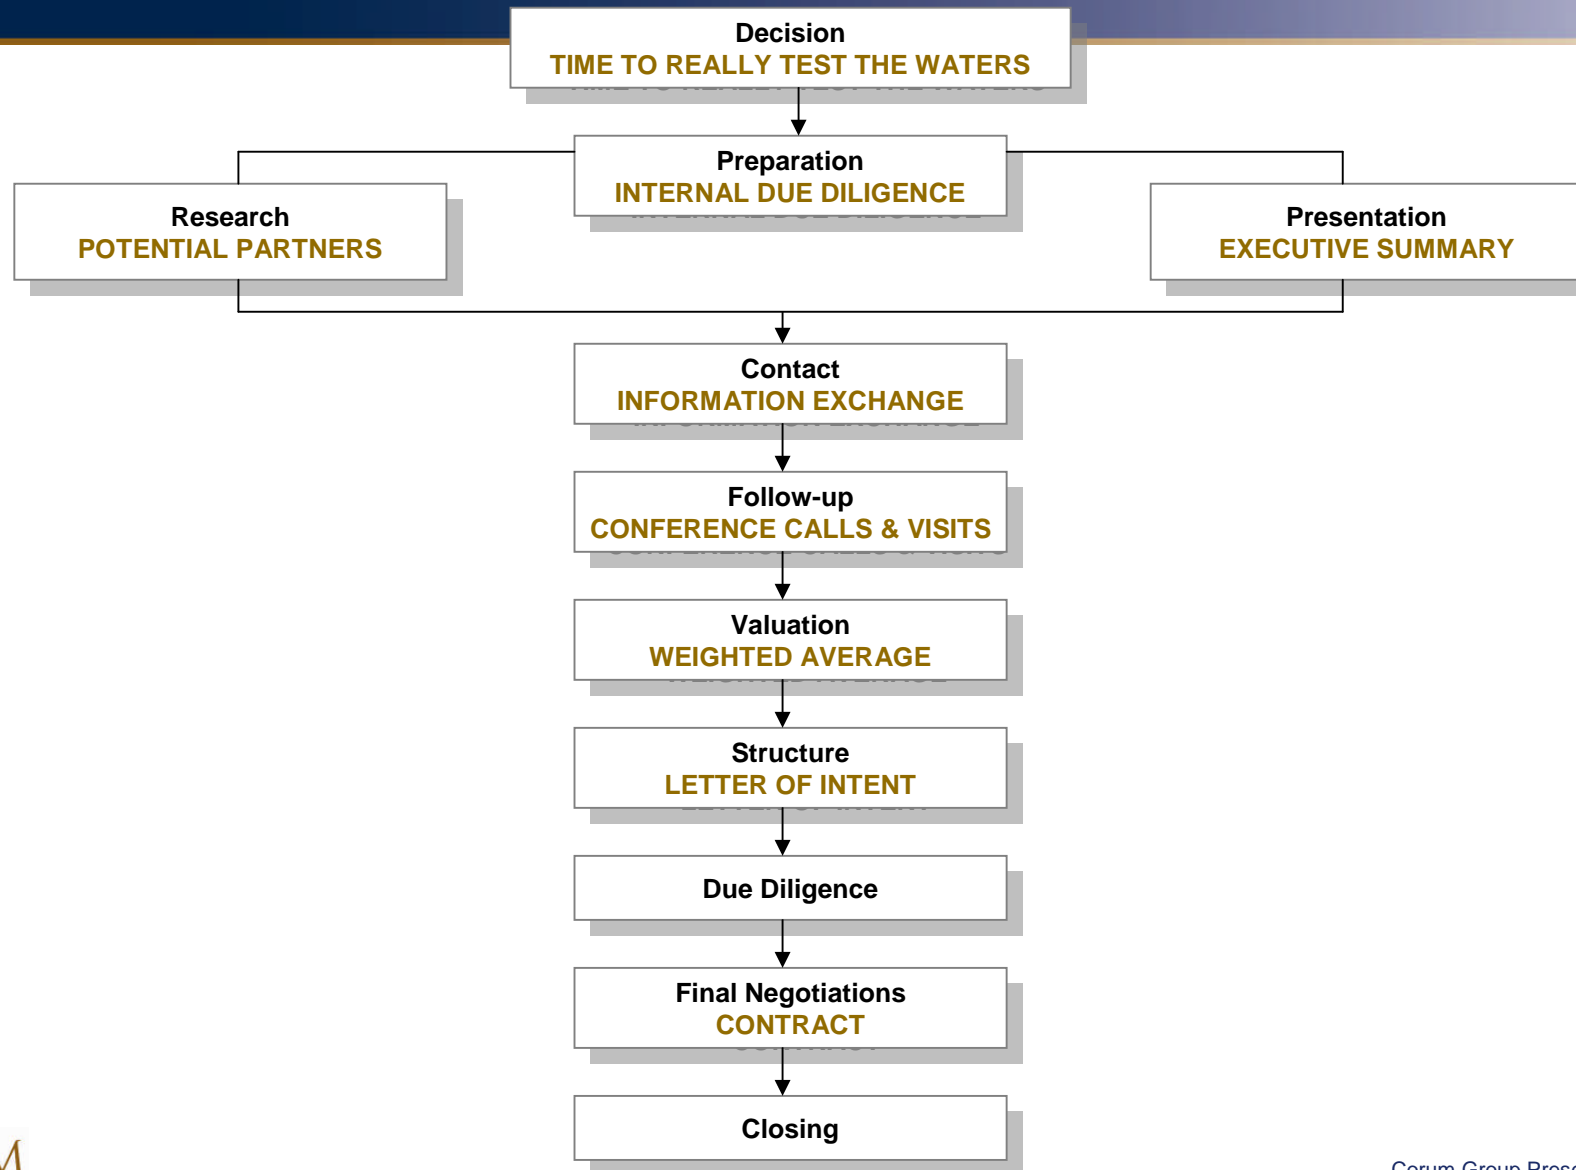 Decision
TIME TO REALLY TEST THE WATERS
Preparation
INTERNAL DUE DILIGENCE
Research
POTENTIAL PARTNERS
Presentation
EXECUTIVE SUMMARY
Contact
INFORMATION EXCHANGE
Follow-up
CONFERENCE CALLS & VISITS
Valuation
WEIGHTED AVERAGE
Structure
LETTER OF INTENT
Due Diligence
Final Negotiations
CONTRACT
Closing
M
Corum Group